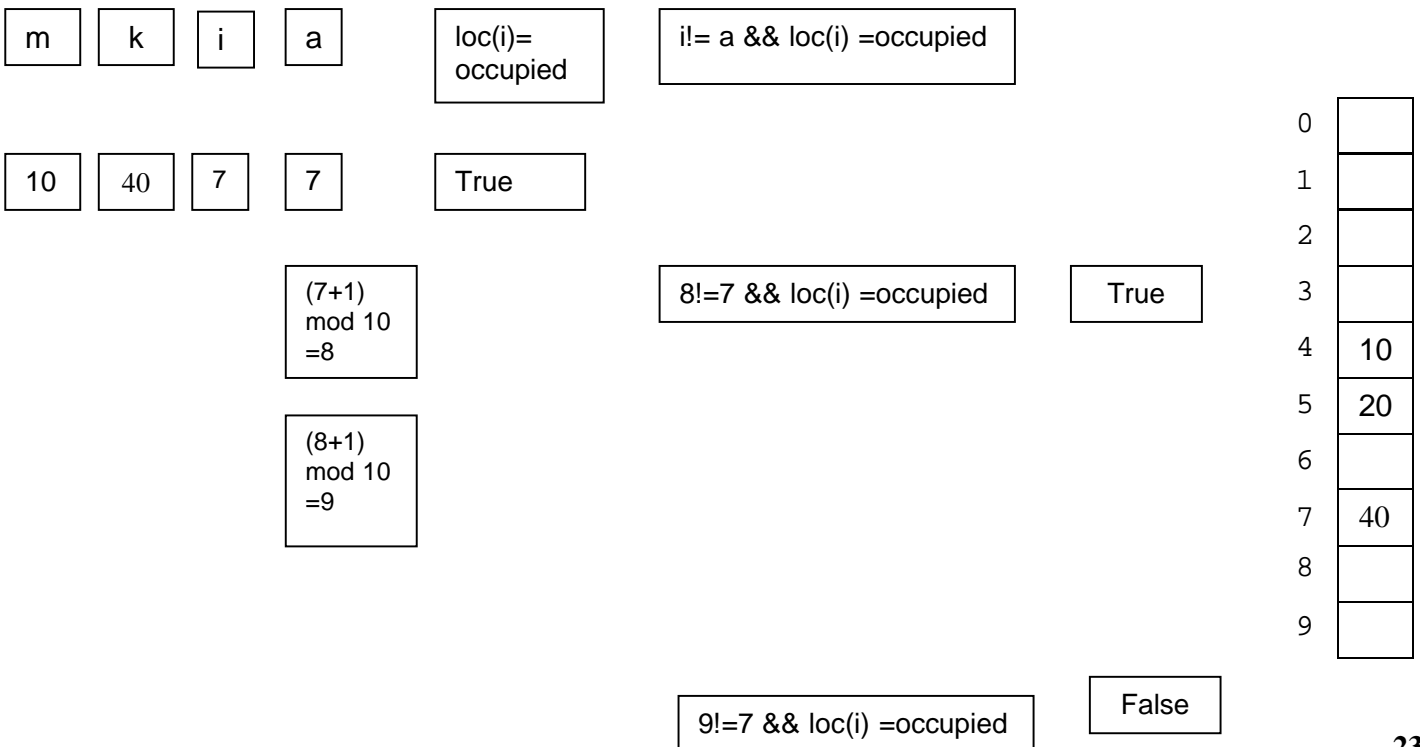 m k i a loc(i)= i!= a && loc(i) =occupied
occupied
0
10 40 7 7 True 1
2
(7+1) 8!=7 && loc(i) =occupied True 3
mod 10
=8 4 10
5 20
(8+1)
mod 10 6
=9
7 40
8
9
False
9!=7 && loc(i) =occupied
23